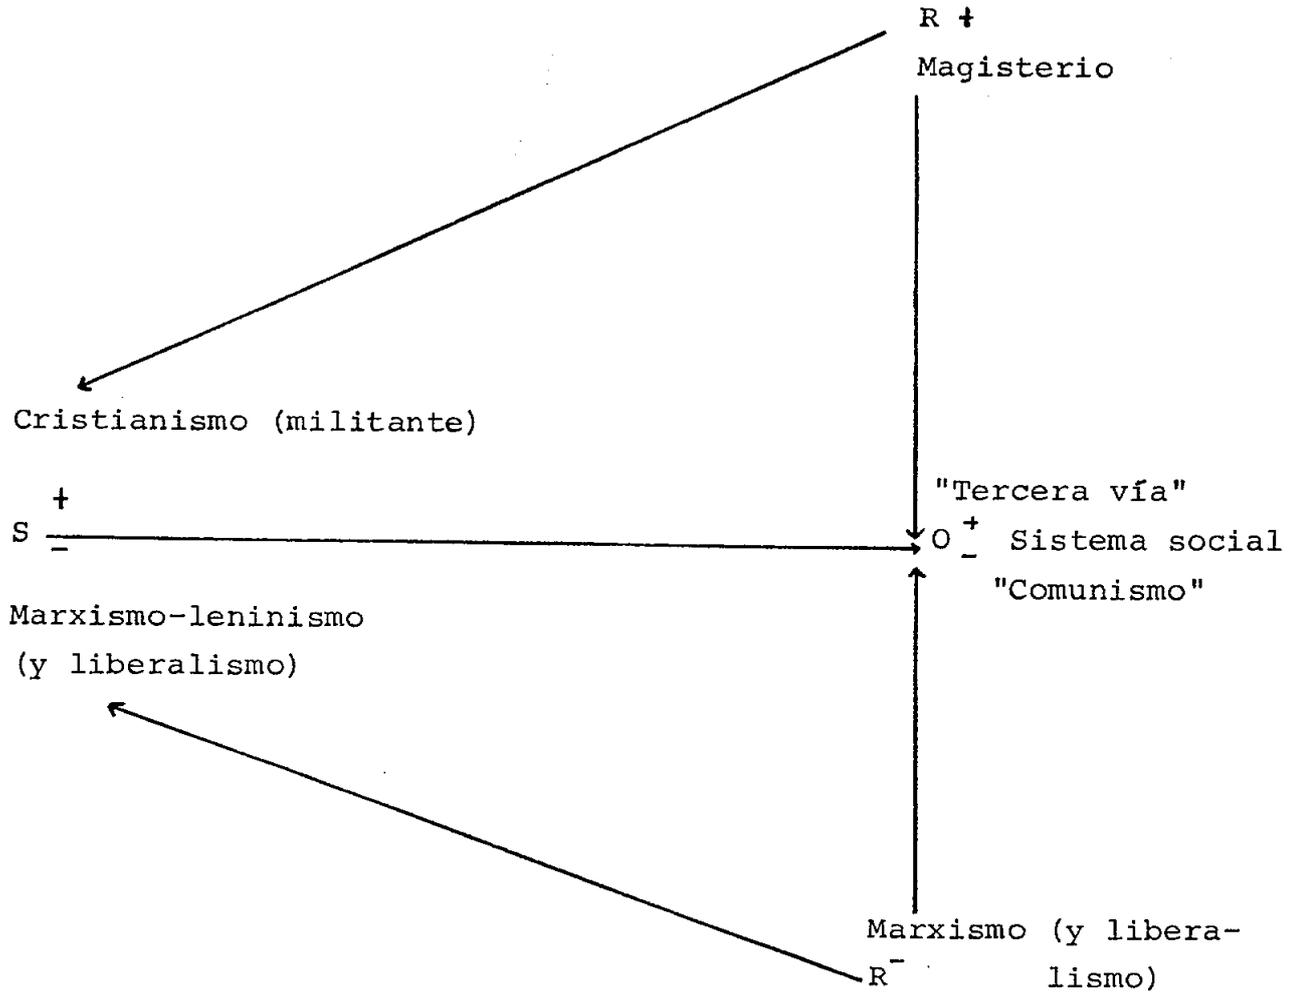 R +
Magisterio
Cristianismo (militante)
"Tercera vía"
+
S
-
O + - Sistema social
"Comunismo"
Marxismo-leninismo
(y liberalismo)
Marxismo (y libera-
R - lismo)